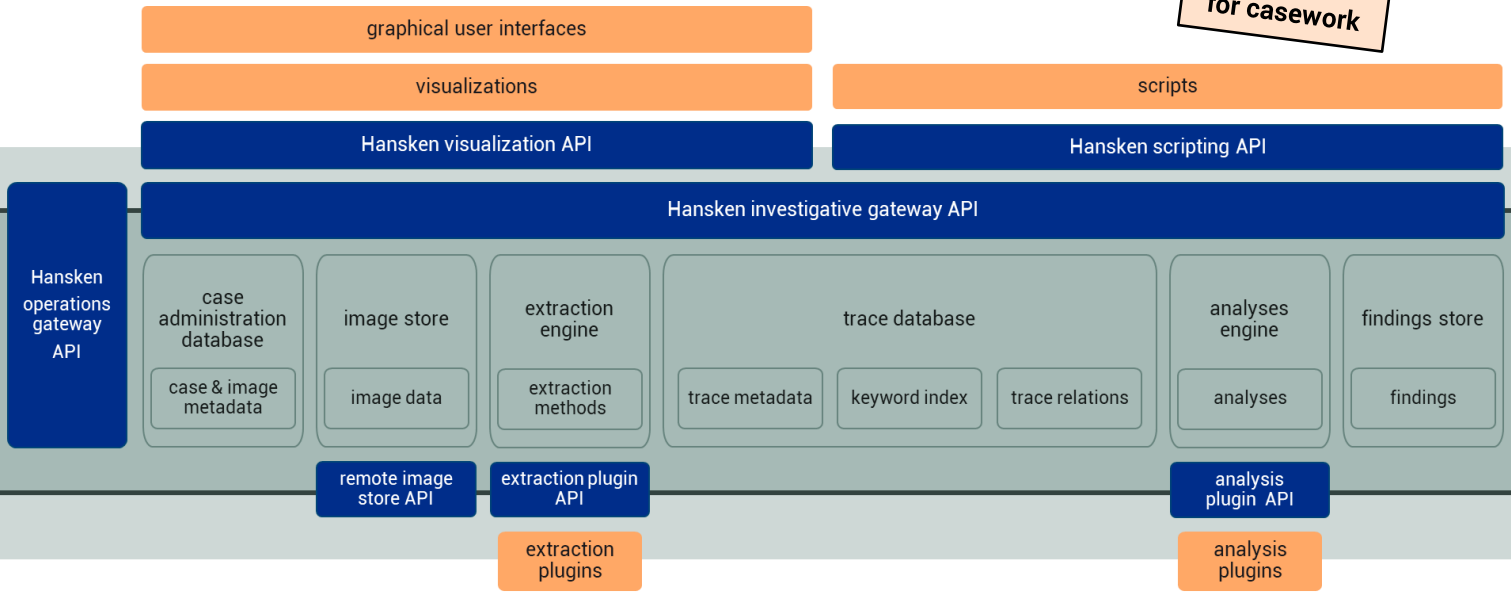 for casework
graphical user interfaces
visualizations
scripts
Hansken visualization API
Hansken scripting API
Hansken investigative gateway API
Hansken
operations
gateway
API
case
administration
database
case & image
metadata
image store
image data
extraction
engine
extraction
methods
trace database
trace metadata
keyword index
trace relations
analyses
engine
analyses
findings store
findings
remote image
store API
extraction plugin
API
analysis
plugin API
extraction
plugins
analysis
plugins